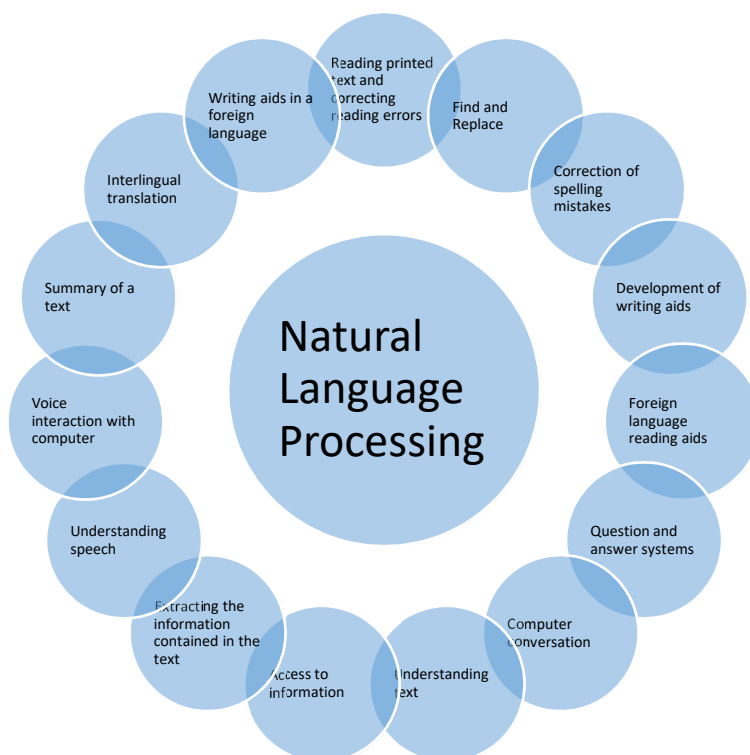 Reading printed
text and
correcting
reading errors
Find and
Replace
Correction of
spelling
mistakes
Development of
writing aids
Foreign
language
reading aids
Question and
answer systems
Computer
conversation
Understanding
text
Access to
information
Extracting the
information
contained in the
text
Understanding
speech
Voice
interaction with
computer
Summary of a
text
Interlingual
translation
Writing aids in a
foreign
language
Natural
Language
Processing